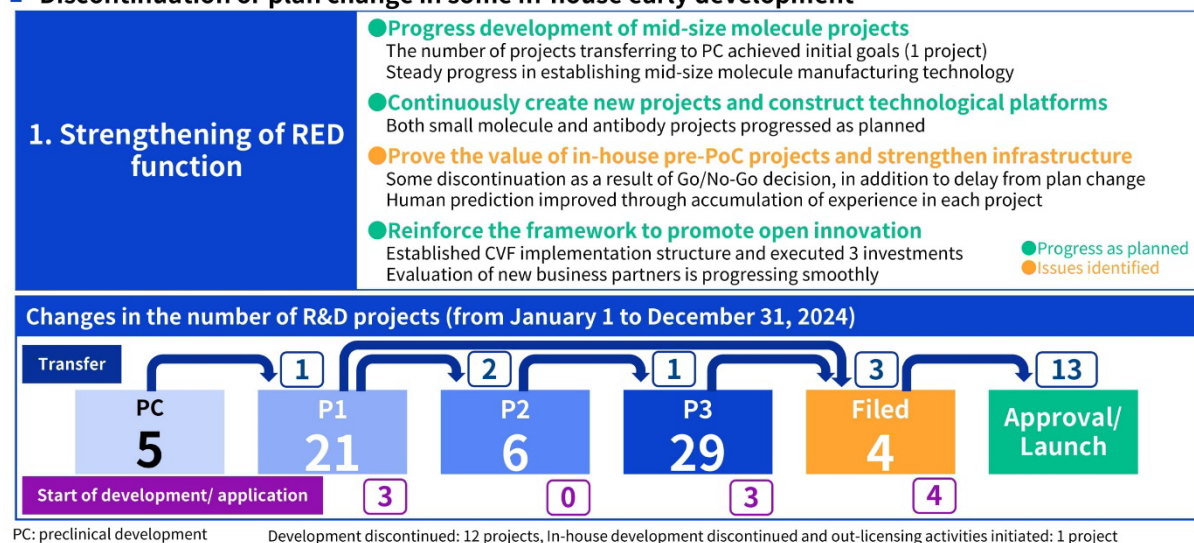 Discontinuation or plan change in some in-house early development
1. Strengthening of RED
function
●Progress development of mid-size molecule projects
The number of projects transferring to PC achieved initial goals (1 project)
Steady progress in establishing mid-size molecule manufacturing technology
●Continuously create new projects and construct technological platforms
Both small molecule and antibody projects progressed as planned
●Prove the value of in-house pre-PoC projects and strengthen infrastructure
Some discontinuation as a result of Go/No-Go decision, in addition to delay from plan change
Human prediction improved through accumulation of experience in each project
●Reinforce the framework to promote open innovation
Established CVF implementation structure and executed 3 investments
Evaluation of new business partners is progressing smoothly
●Progress as planned
●Issues identified
Changes in the number of R&D projects (from January 1 to December 31, 2024)
Transfer
1
2
1
3
13
PC
5
P1
21
P2
6
P3
29
Filed
4
Approval/
Launch
Start of development/ application
3
0
3
4
PC: preclinical development
Development discontinued: 12 projects, In-house development discontinued and out-licensing activities initiated: 1 project